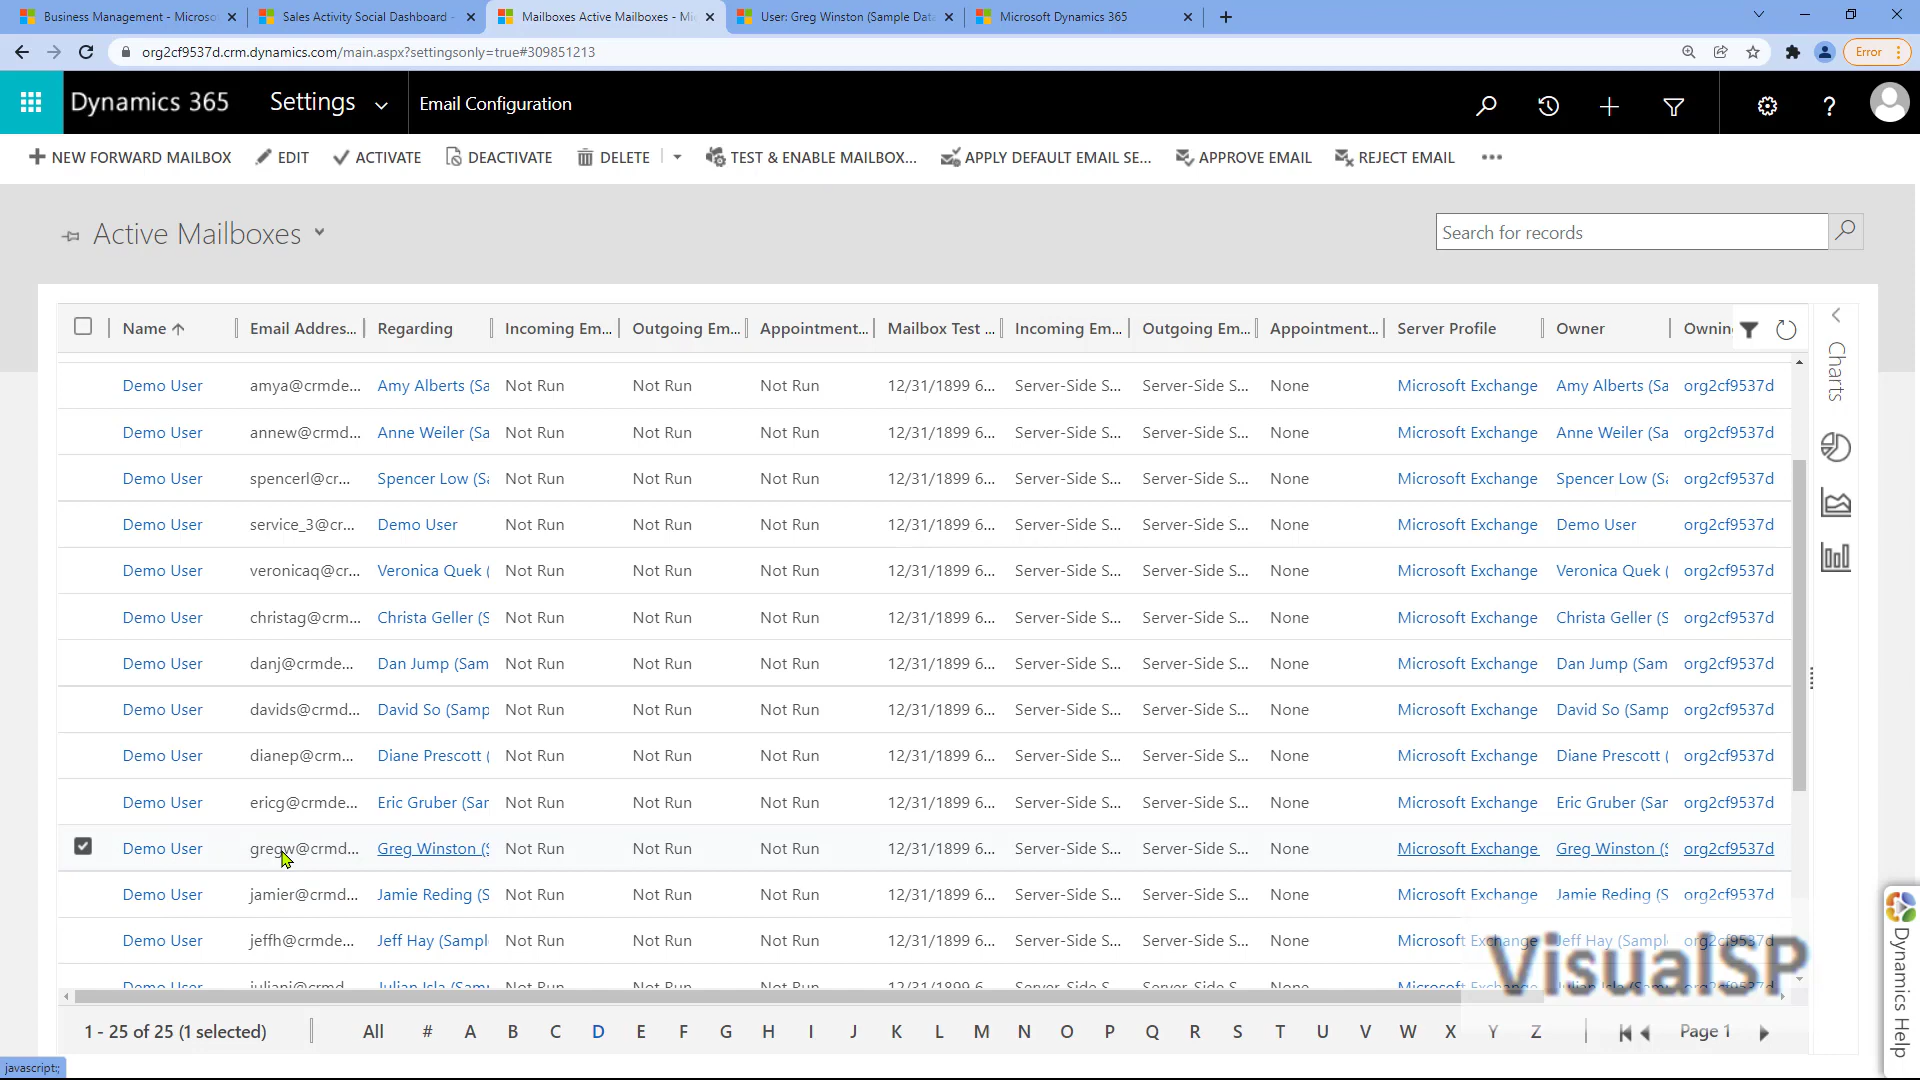 Business Management - Microso
Sales Activity Social Dashboard -
Mailboxes Active Mailboxes - Mi
User: Greg Winston (Sample Dat
Microsoft Dynamics 365
org2cf9537d.crm.dynamics.com/main.aspx?settingsonly=true#309851213
Error
Dynamics 365
Settings
Email Configuration
NEW FORWARD MAILBOX
EDIT
ACTIVATE
DEACTIVATE
DELETE
TEST & ENABLE MAILBOX...
APPLY DEFAULT EMAIL SE...
APPROVE EMAIL
REJECT EMAIL
Active Mailboxes
Search for records
Name Email Addres... Regarding Incoming Em... Outgoing Em... Appointment... Mailbox Test ... Incoming Em... Outgoing Em... Appointment... Server Profile Owner Ownin
Demo User amya@crmde... Amy Alberts (Sa Not Run Not Run Not Run 12/31/1899 6... Server-Side S... Server-Side S... None Microsoft Exchange Amy Alberts (Sa org2cf9537d
Demo User annew@crmd... Anne Weiler (Sa Not Run Not Run Not Run 12/31/1899 6... Server-Side S... Server-Side S... None Microsoft Exchange Anne Weiler (Sa org2cf9537d
Demo User spencerl@cr... Spencer Low (Sa Not Run Not Run Not Run 12/31/1899 6... Server-Side S... Server-Side S... None Microsoft Exchange Spencer Low (Sa org2cf9537d
Demo User service_3@cr... Demo User Not Run Not Run Not Run 12/31/1899 6... Server-Side S... Server-Side S... None Microsoft Exchange Demo User org2cf9537d
Demo User veronicaq@cr... Veronica Quek ( Not Run Not Run Not Run 12/31/1899 6... Server-Side S... Server-Side S... None Microsoft Exchange Veronica Quek ( org2cf9537d
Demo User christag@crm... Christa Geller (S Not Run Not Run Not Run 12/31/1899 6... Server-Side S... Server-Side S... None Microsoft Exchange Christa Geller (S org2cf9537d
Demo User danj@crmde... Dan Jump (Sam Not Run Not Run Not Run 12/31/1899 6... Server-Side S... Server-Side S... None Microsoft Exchange Dan Jump (Sam org2cf9537d
Demo User davids@crmd... David So (Samp Not Run Not Run Not Run 12/31/1899 6... Server-Side S... Server-Side S... None Microsoft Exchange David So (Samp org2cf9537d
Demo User dianep@crm... Diane Prescott ( Not Run Not Run Not Run 12/31/1899 6... Server-Side S... Server-Side S... None Microsoft Exchange Diane Prescott ( org2cf9537d
Demo User ericg@crmde... Eric Gruber (Sar Not Run Not Run Not Run 12/31/1899 6... Server-Side S... Server-Side S... None Microsoft Exchange Eric Gruber (Sar org2cf9537d
Demo User gregw@crmd... Greg Winston (S Not Run Not Run Not Run 12/31/1899 6... Server-Side S... Server-Side S... None Microsoft Exchange Greg Winston (S org2cf9537d
Demo User jamier@crmd... Jamie Reding (S Not Run Not Run Not Run 12/31/1899 6... Server-Side S... Server-Side S... None Microsoft Exchange Jamie Reding (S org2cf9537d
Demo User jeffh@crmde... Jeff Hay (Sampl Not Run Not Run Not Run 12/31/1899 6... Server-Side S... Server-Side S... None Microsoft Exchange Jeff Hay (Sampl org2cf9537d
Charts
VisualSP
Dynamics Help
1 - 25 of 25 (1 selected) All # A B C D E F G H I J K L M N O P Q R S T U V W X Y Z Page 1
javascript:;